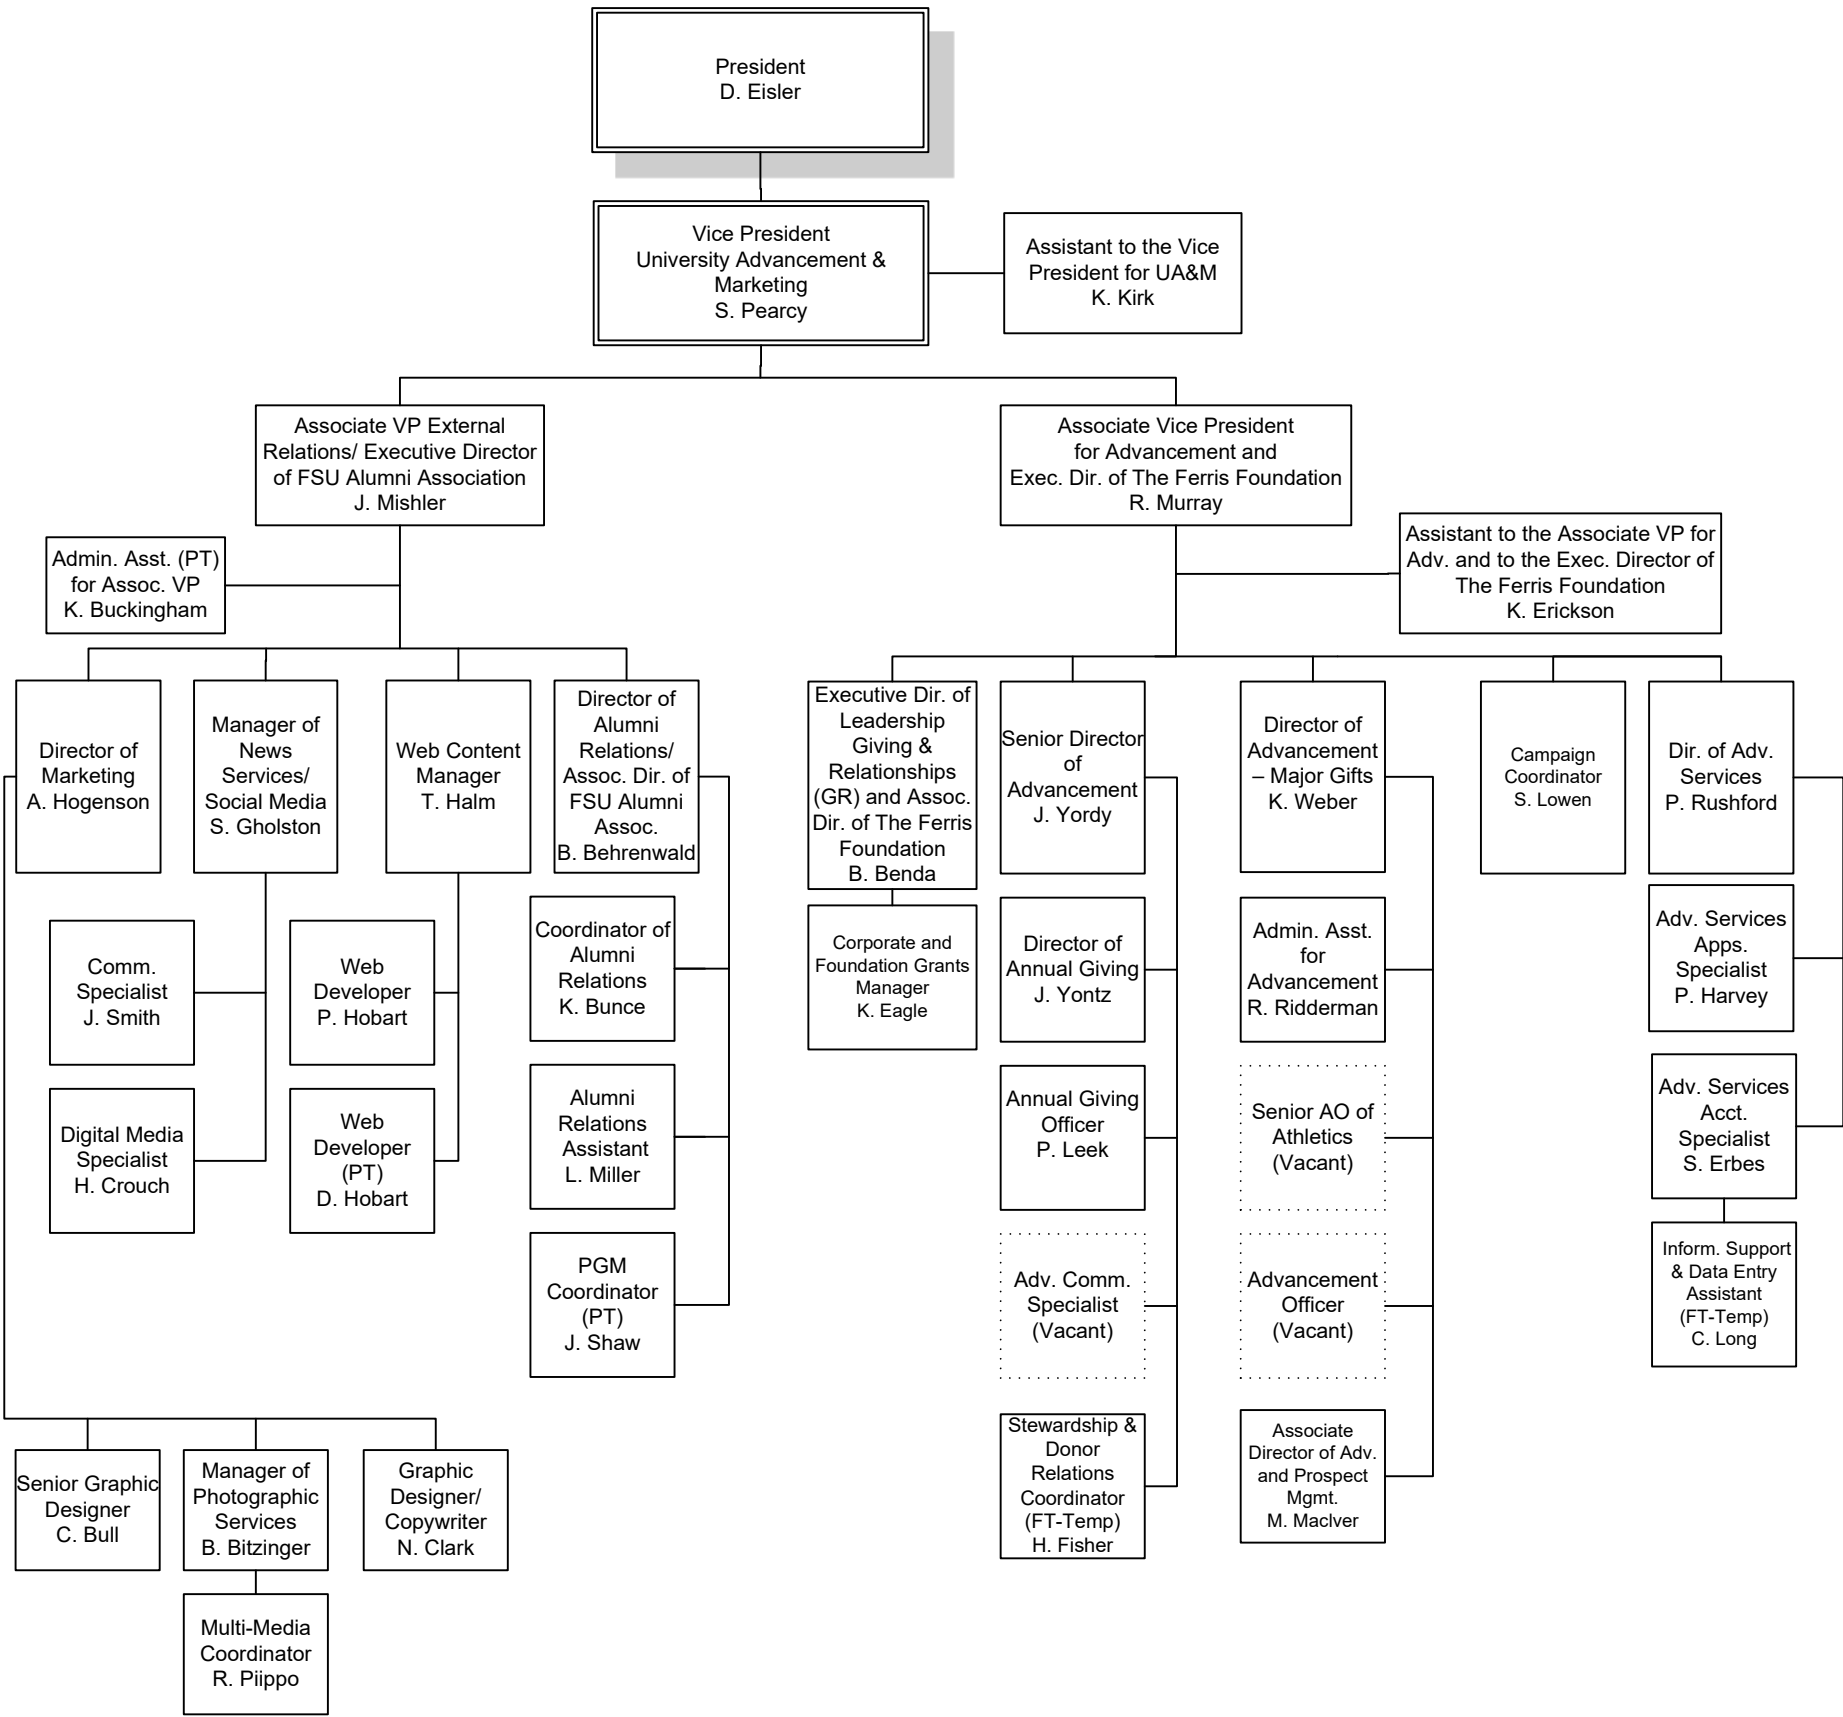 President
D. Eisler
Vice President
University Advancement &
Marketing
S. Pearcy
Assistant to the Vice
President for UA&M
K. Kirk
Associate VP External
Relations/ Executive Director
of FSU Alumni Association
J. Mishler
Associate Vice President
for Advancement and
Exec. Dir. of The Ferris Foundation
R. Murray
Admin. Asst. (PT)
for Assoc. VP
K. Buckingham
Assistant to the Associate VP for
Adv. and to the Exec. Director of
The Ferris Foundation
K. Erickson
Director of
Marketing
A. Hogenson
Manager of
News
Services/
Social Media
S. Gholston
Web Content
Manager
T. Halm
Director of
Alumni
Relations/
Assoc. Dir. of
FSU Alumni
Assoc.
B. Behrenwald
Executive Dir. of
Leadership
Giving &
Relationships
(GR) and Assoc.
Dir. of The Ferris
Foundation
B. Benda
Senior Director
of
Advancement
J. Yordy
Director of
Advancement
– Major Gifts
K. Weber
Campaign
Coordinator
S. Lowen
Dir. of Adv.
Services
P. Rushford
Comm.
Specialist
J. Smith
Web
Developer
P. Hobart
Coordinator of
Alumni
Relations
K. Bunce
Corporate and
Foundation Grants
Manager
K. Eagle
Director of
Annual Giving
J. Yontz
Admin. Asst.
for
Advancement
R. Ridderman
Adv. Services
Apps.
Specialist
P. Harvey
Digital Media
Specialist
H. Crouch
Web
Developer
(PT)
D. Hobart
Alumni
Relations
Assistant
L. Miller
Annual Giving
Officer
P. Leek
Senior AO of
Athletics
(Vacant)
Adv. Services
Acct.
Specialist
S. Erbes
PGM
Coordinator
(PT)
J. Shaw
Adv. Comm.
Specialist
(Vacant)
Advancement
Officer
(Vacant)
Inform. Support
& Data Entry
Assistant
(FT-Temp)
C. Long
Senior Graphic
Designer
C. Bull
Manager of
Photographic
Services
B. Bitzinger
Graphic
Designer/
Copywriter
N. Clark
Stewardship &
Donor
Relations
Coordinator
(FT-Temp)
H. Fisher
Associate
Director of Adv.
and Prospect
Mgmt.
M. MacIver
Multi-Media
Coordinator
R. Piippo